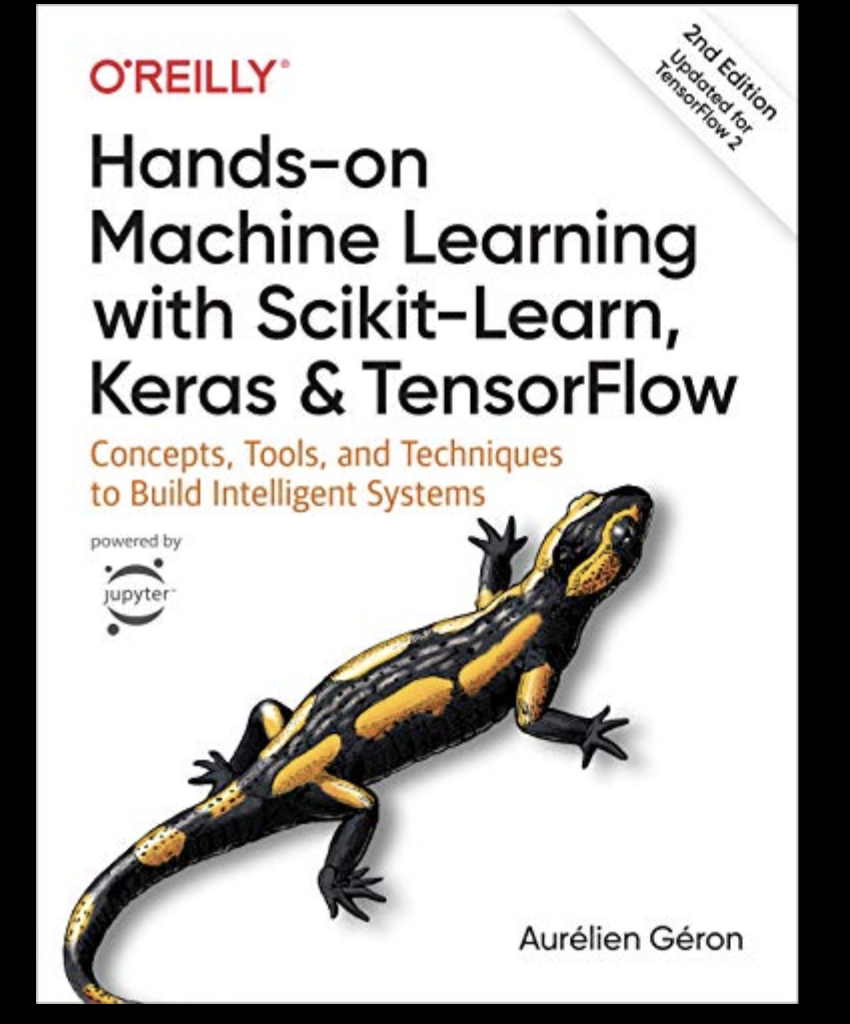 O'REILLY®
2nd Edition
Updated for
TensorFlow 2
Hands-on
Machine Learning
with Scikit-Learn,
Keras & TensorFlow
Concepts, Tools, and Techniques
to Build Intelligent Systems
powered by
jupyter™
Aurélien Géron